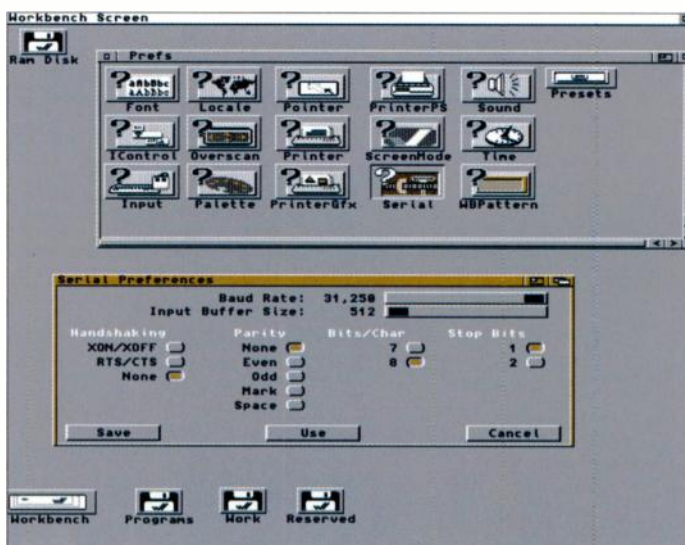 Workbench Screen
Ram Disk
Prefs
Font Locale Pointer PrinterPS Sound Presets
IControl Overscan Printer ScreenMode Time
Input Palette PrinterGfx Serial WBPattern
Serial Preferences
Baud Rate: 31,250
Input Buffer Size: 512
Handshaking Parity Bits/Char Stop Bits
XON/XOFF None 7 1
RTS/CTS Even 8 2
None Odd
Mark
Space
Save Use Cancel
Workbench Programs Work Reserved